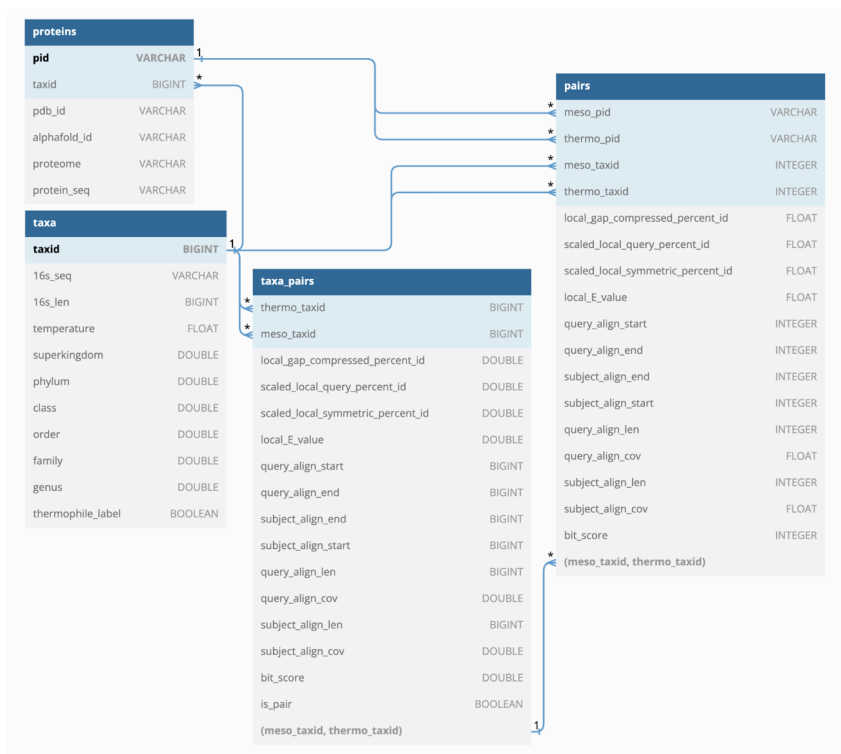 proteins
pid VARCHAR 1
taxid BIGINT *
pdb_id VARCHAR
alphafold_id VARCHAR
proteome VARCHAR
protein_seq VARCHAR
taxa
taxid BIGINT 1
16s_seq VARCHAR
16s_len BIGINT
temperature FLOAT
superkingdom DOUBLE
phylum DOUBLE
class DOUBLE
order DOUBLE
family DOUBLE
genus DOUBLE
thermophile_label BOOLEAN
taxa_pairs
* thermo_taxid BIGINT
* meso_taxid BIGINT
local_gap_compressed_percent_id DOUBLE
scaled_local_query_percent_id DOUBLE
scaled_local_symmetric_percent_id DOUBLE
local_E_value DOUBLE
query_align_start BIGINT
query_align_end BIGINT
subject_align_end BIGINT
subject_align_start BIGINT
query_align_len BIGINT
query_align_cov DOUBLE
subject_align_len BIGINT
subject_align_cov DOUBLE
bit_score DOUBLE
is_pair BOOLEAN
(meso_taxid, thermo_taxid) 1
pairs
* meso_pid VARCHAR
* thermo_pid VARCHAR
* meso_taxid INTEGER
* thermo_taxid INTEGER
local_gap_compressed_percent_id FLOAT
scaled_local_query_percent_id FLOAT
scaled_local_symmetric_percent_id FLOAT
local_E_value FLOAT
query_align_start INTEGER
query_align_end INTEGER
subject_align_end INTEGER
subject_align_start INTEGER
query_align_len INTEGER
query_align_cov FLOAT
subject_align_len INTEGER
subject_align_cov FLOAT
bit_score INTEGER
* (meso_taxid, thermo_taxid)